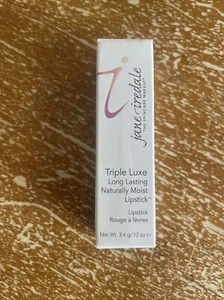 jane iredale
THE SKINCARE MAKEUP
Triple Luxe
Long Lasting
Naturally Moist
Lipstick™
Lipstick
Rouge à lèvres
Net Wt. 3.4 g/.12 oz ℮